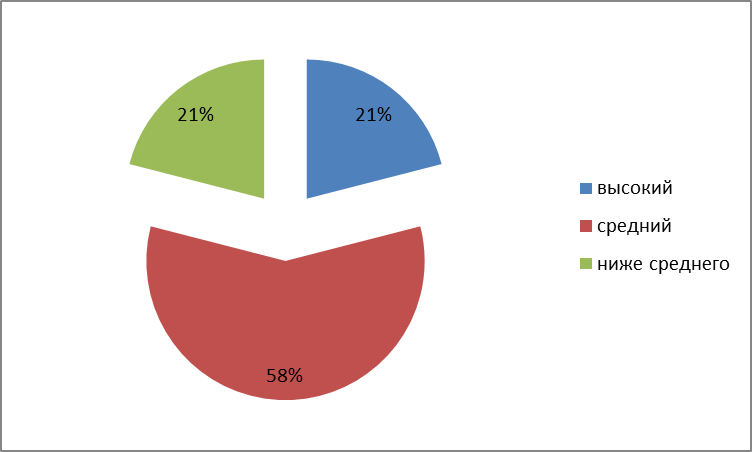 21%
21%
58%
высокий
средний
ниже среднего